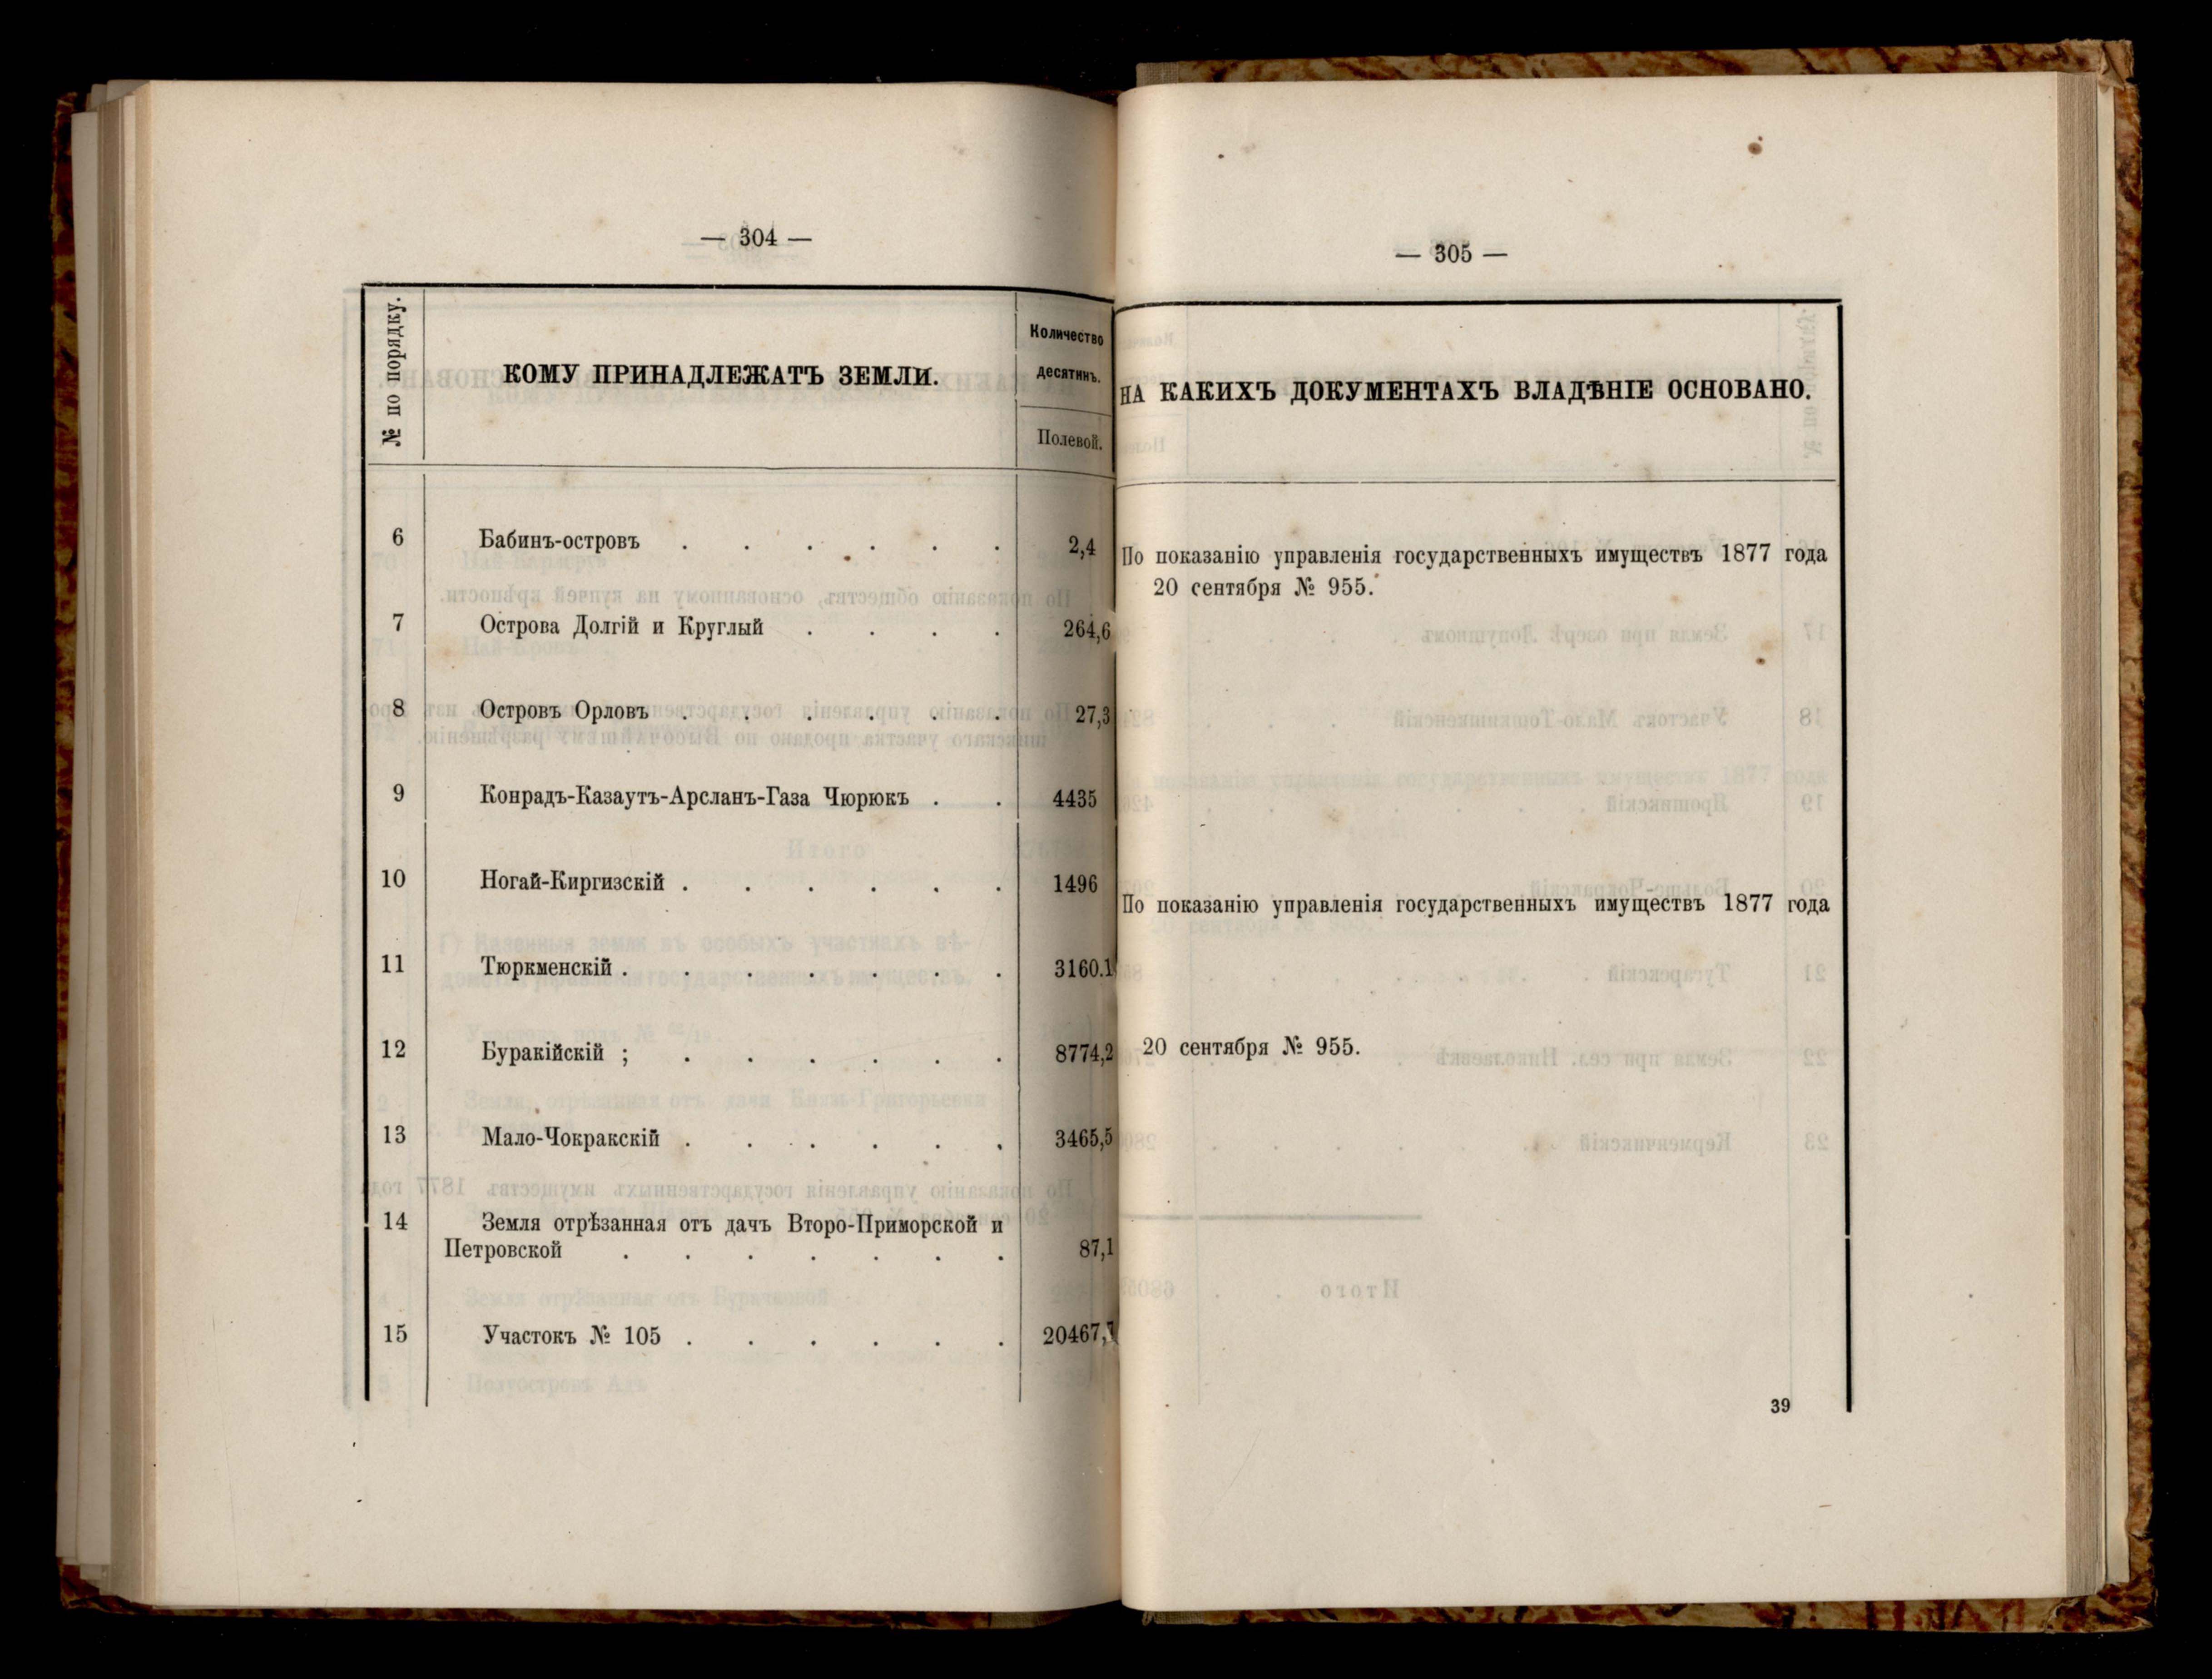 — 304 —
№ по порядку.
КОМУ ПРИНАДЛЕЖАТЪ ЗЕМЛИ.
Количество
десятинъ.
Полевой.
6 Бабинъ-островъ . . . . . . 2,4
7 Острова Долгій и Круглый . . . . 264,6
8 Островъ Орловъ . . . . . . 27,3
9 Конрадъ-Казаутъ-Арсланъ-Газа Чюрюкъ . . 4435
10 Ногай-Киргизскій . . . . . . 1496
11 Тюркменскій . . . . . . . 3160.1
12 Буракійскій ; . . . . . . 8774,2
13 Мало-Чокракскій . . . . . . 3465,5
14 Земля отрѣзанная отъ дачъ Второ-Приморской и
Петровской . . . . . . . 87,1
15 Участокъ № 105 . . . . . . 20467,1
— 305 —
НА КАКИХЪ ДОКУМЕНТАХЪ ВЛАДѢНІЕ ОСНОВАНО.
По показанію управленія государственныхъ имуществъ 1877 года
20 сентября № 955.
По показанію управленія государственныхъ имуществъ 1877 года
20 сентября № 955.
39